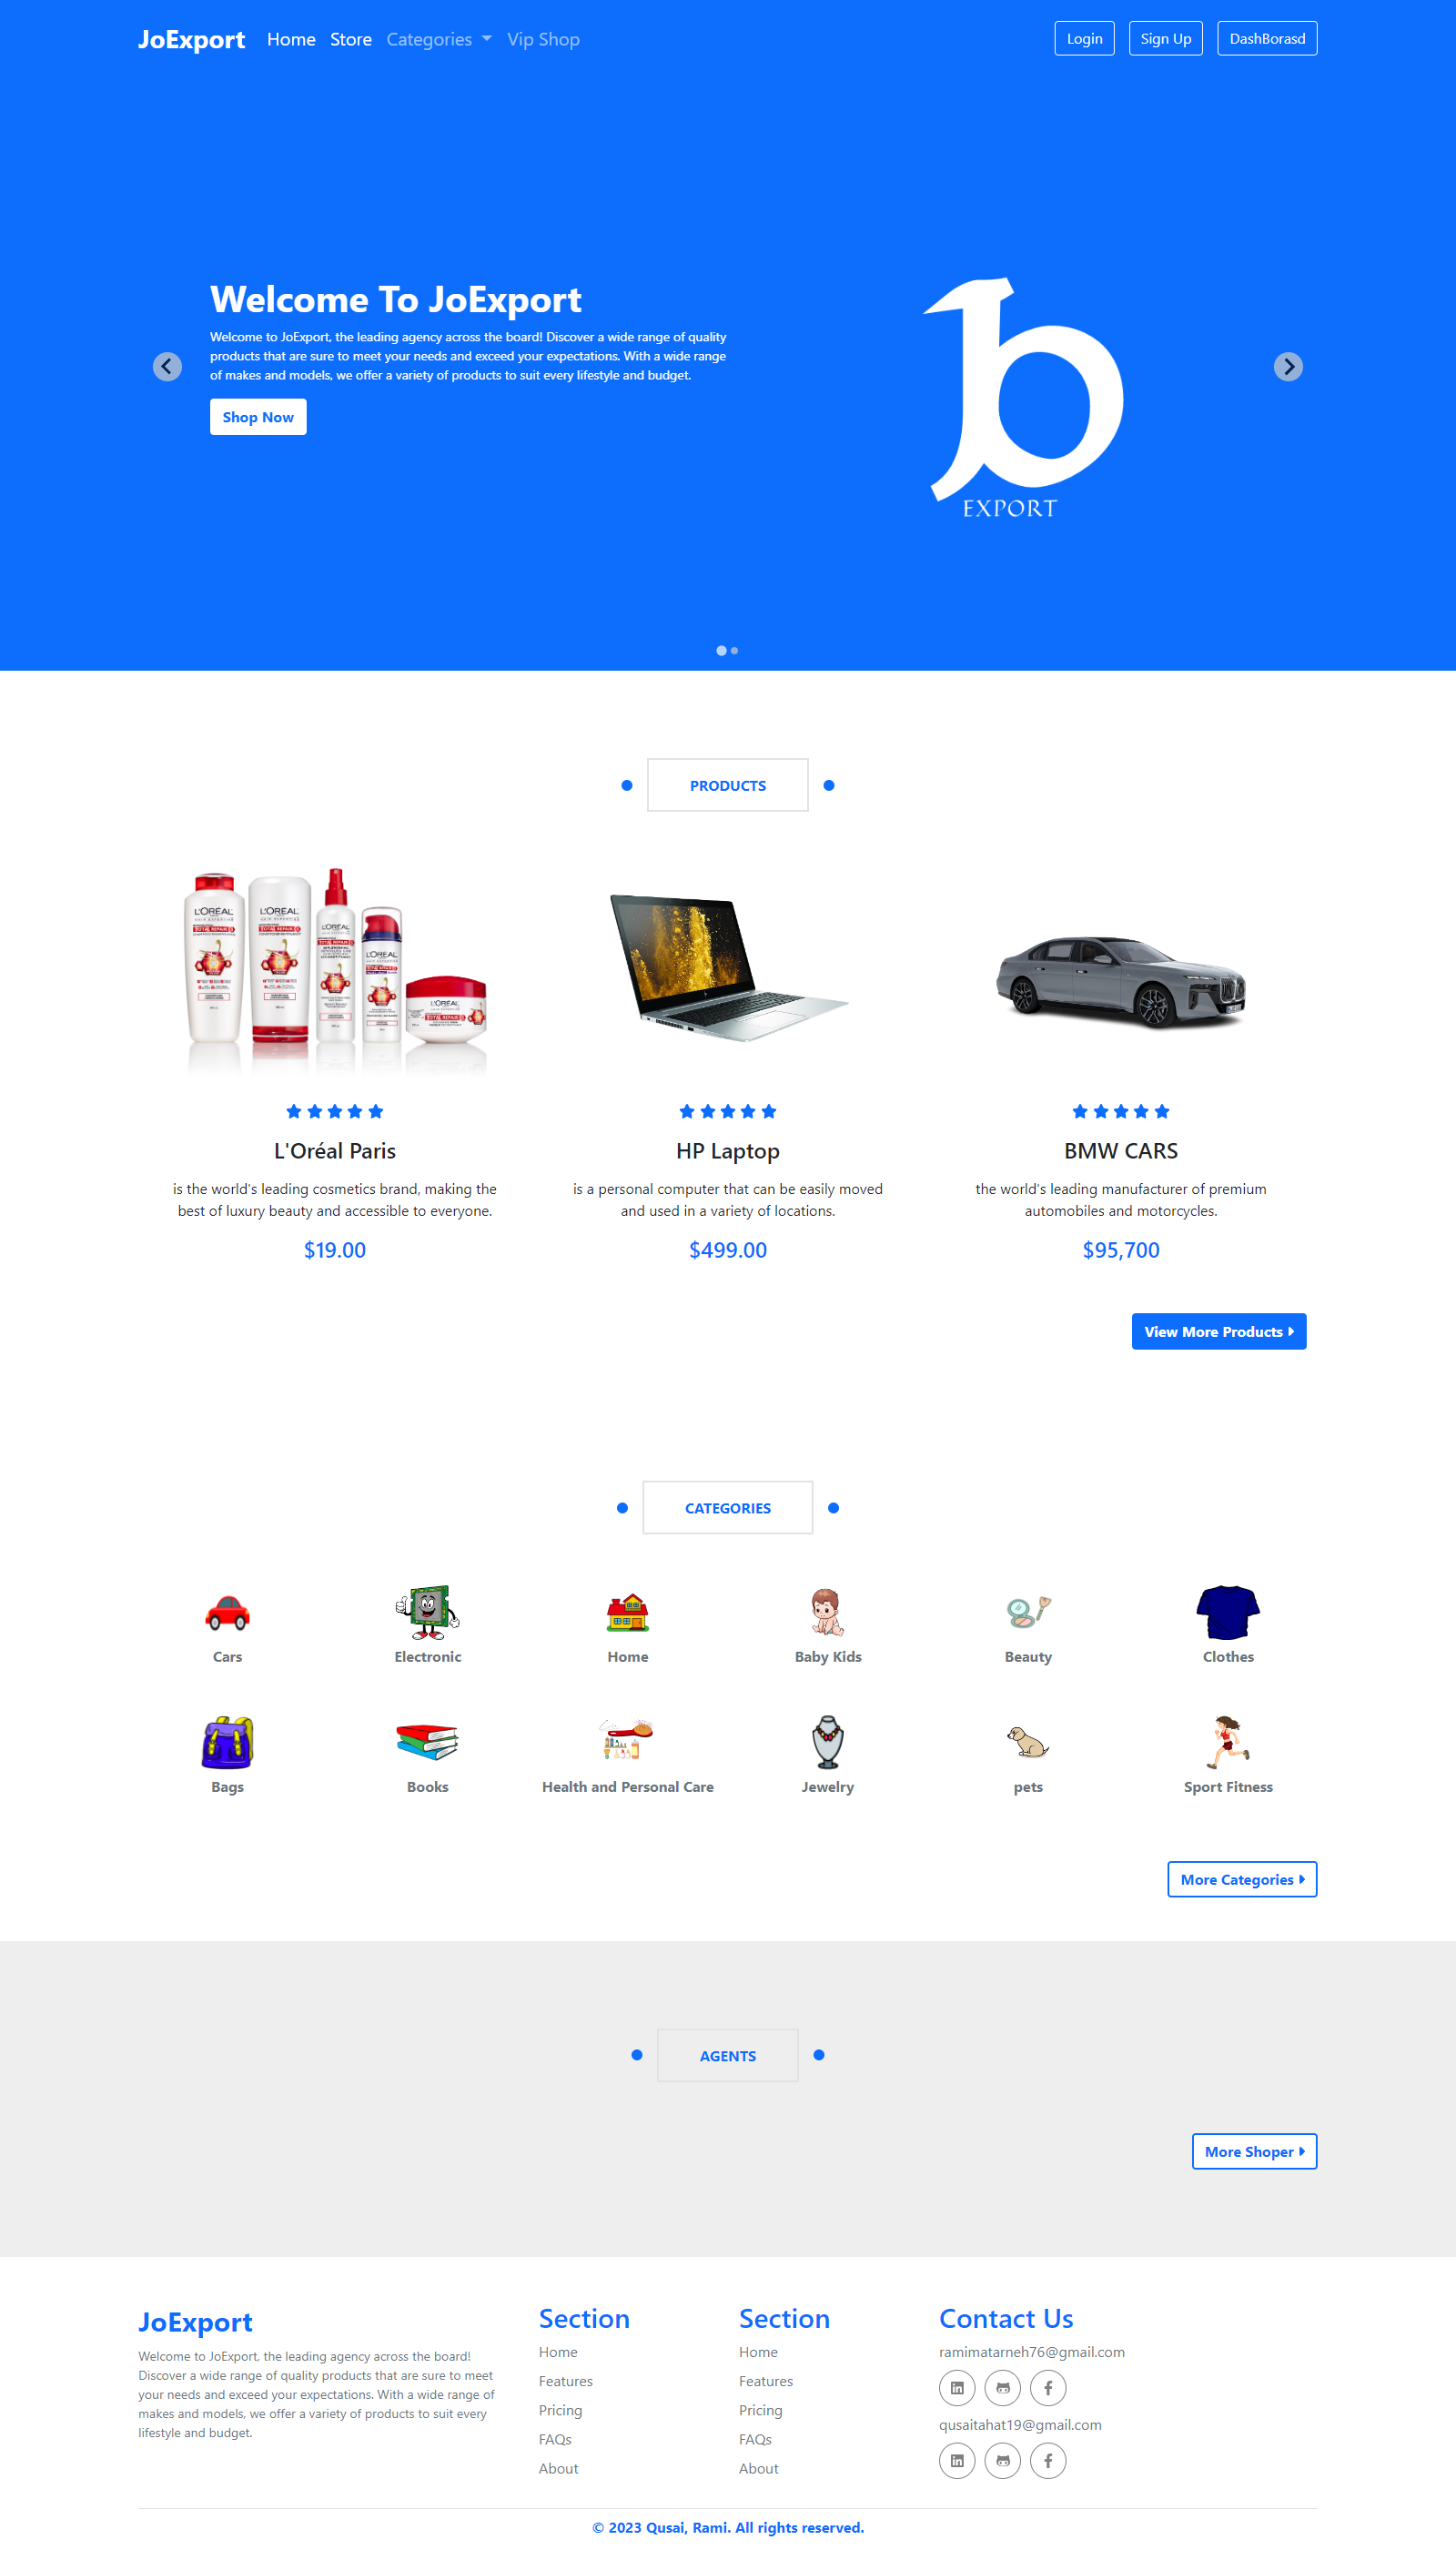 JoExport Home Store Categories Vip Shop Login Sign Up DashBorasd
Welcome To JoExport
Welcome to JoExport, the leading agency across the board! Discover a wide range of quality
products that are sure to meet your needs and exceed your expectations. With a wide range
of makes and models, we offer a variety of products to suit every lifestyle and budget.
Shop Now
EXPORT
PRODUCTS
L'ORÉAL
L'ORÉAL
L'ORÉAL
L'ORÉAL
L'ORÉAL
TOTAL REPAIR 5
TOTAL REPAIR 5
L'Oréal Paris
is the world's leading cosmetics brand, making the
best of luxury beauty and accessible to everyone.
$19.00
HP Laptop
is a personal computer that can be easily moved
and used in a variety of locations.
$499.00
BMW CARS
the world's leading manufacturer of premium
automobiles and motorcycles.
$95,700
View More Products
CATEGORIES
Cars
Electronic
Home
Baby Kids
Beauty
Clothes
Bags
Books
Health and Personal Care
Jewelry
pets
Sport Fitness
More Categories
AGENTS
More Shoper
JoExport
Welcome to JoExport, the leading agency across the board!
Discover a wide range of quality products that are sure to meet
your needs and exceed your expectations. With a wide range of
makes and models, we offer a variety of products to suit every
lifestyle and budget.
Section
Home
Features
Pricing
FAQs
About
Section
Home
Features
Pricing
FAQs
About
Contact Us
ramimatarneh76@gmail.com
qusaitahat19@gmail.com
© 2023 Qusai, Rami. All rights reserved.